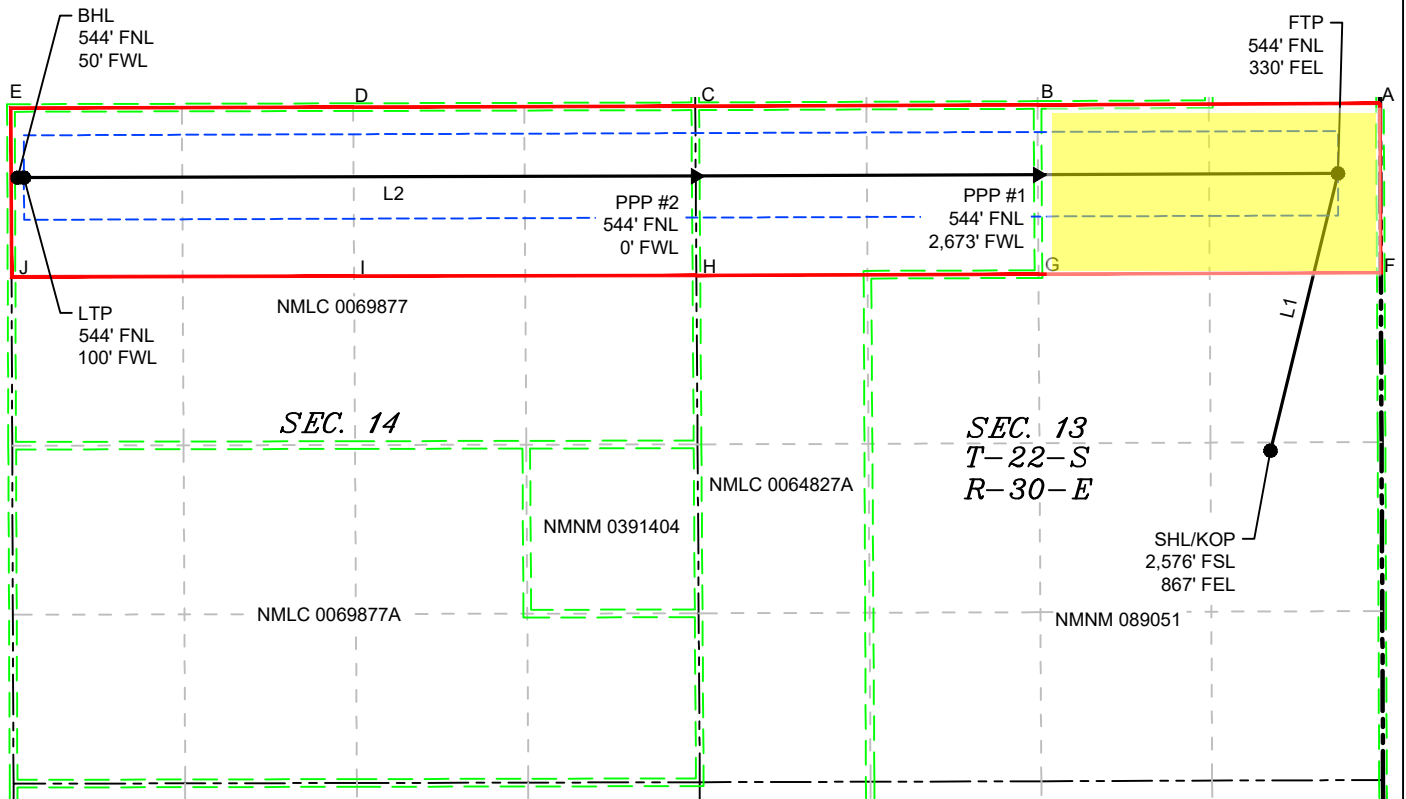 BHL
544' FNL
50' FWL
FTP
544' FNL
330' FEL
E
D
C
B
A
L2
PPP #2
544' FNL
0' FWL
PPP #1
544' FNL
2,673' FWL
J
I
H
G
F
L1
LTP
544' FNL
100' FWL
NMLC 0069877
SEC. 14
SEC. 13
T-22-S
R-30-E
NMLC 0064827A
NMNM 0391404
SHL/KOP
2,576' FSL
867' FEL
NMLC 0069877A
NMNM 089051